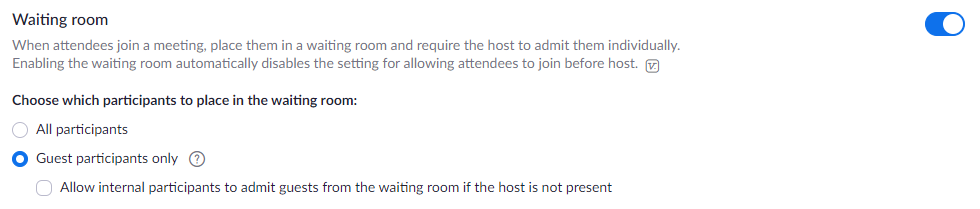 Waiting room
When attendees join a meeting, place them in a waiting room and require the host to admit them individually.
Enabling the waiting room automatically disables the setting for allowing attendees to join before host.
Choose which participants to place in the waiting room:
All participants
Guest participants only ?
Allow internal participants to admit guests from the waiting room if the host is not present